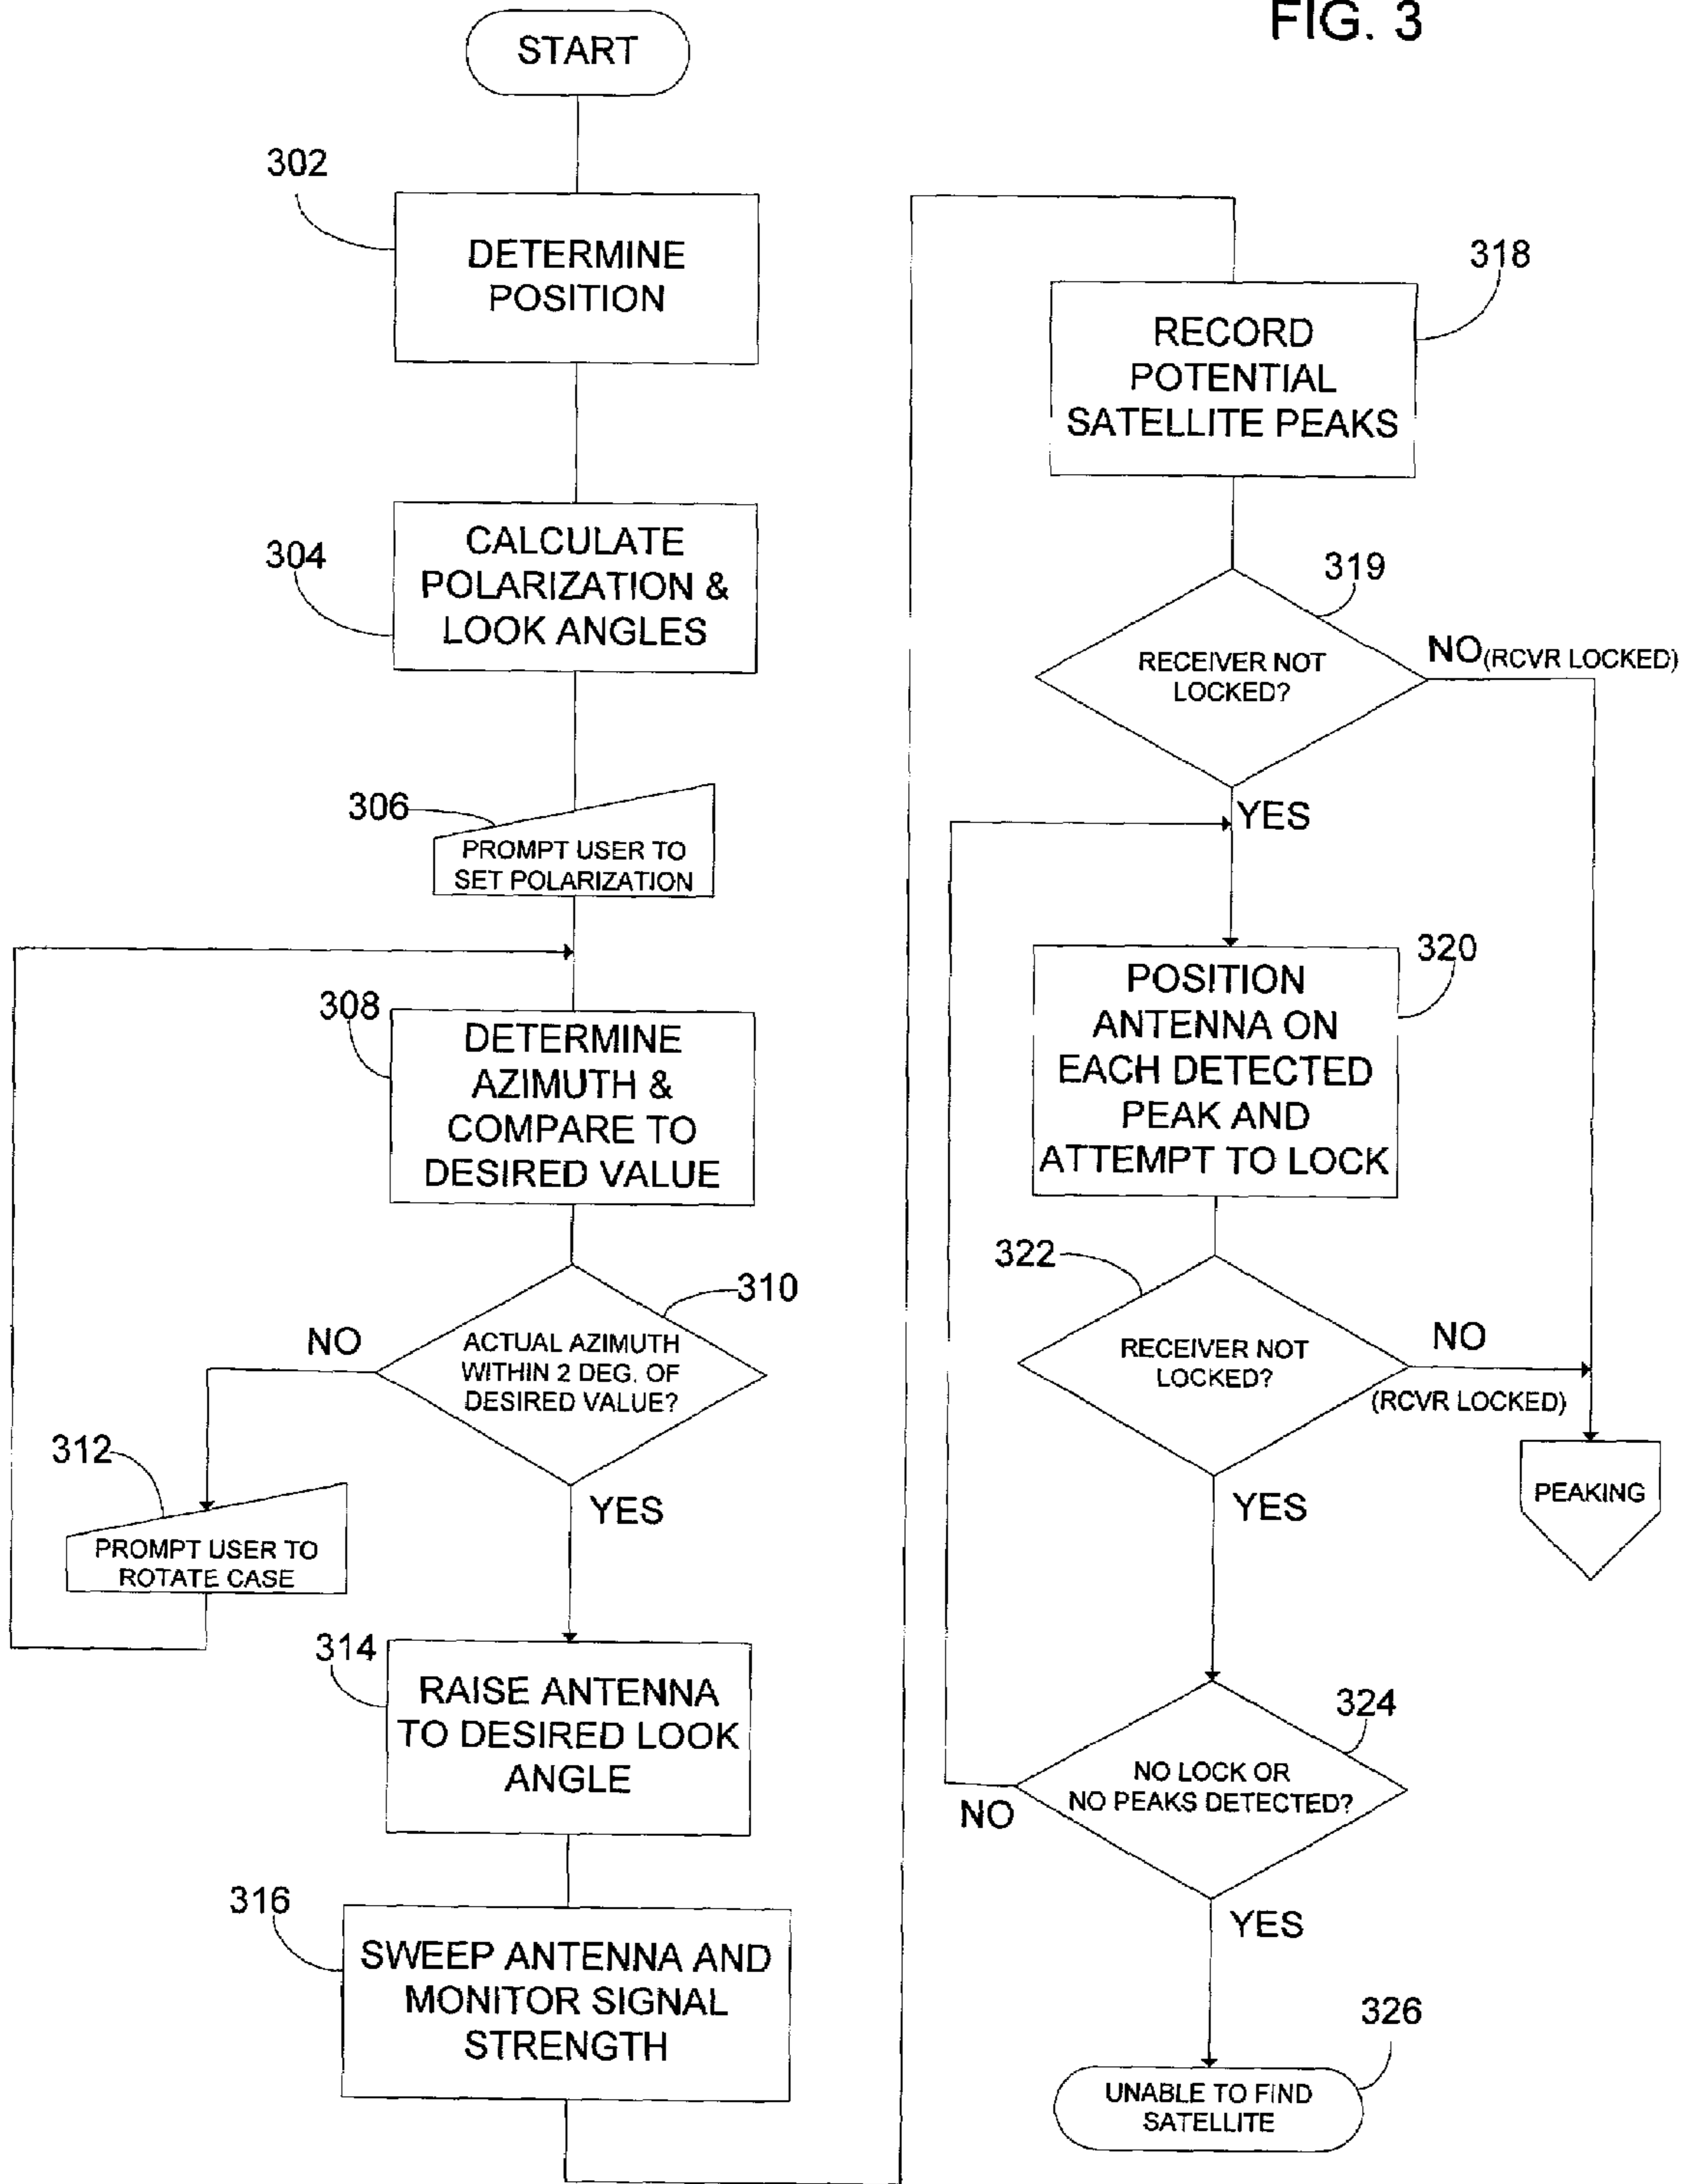 FIG. 3
START
302
DETERMINE
POSITION
304
CALCULATE
POLARIZATION &
LOOK ANGLES
306
PROMPT USER TO
SET POLARIZATION
308
DETERMINE
AZIMUTH &
COMPARE TO
DESIRED VALUE
310
ACTUAL AZIMUTH
WITHIN 2 DEG. OF
DESIRED VALUE?
NO
YES
312
PROMPT USER TO
ROTATE CASE
314
RAISE ANTENNA
TO DESIRED LOOK
ANGLE
316
SWEEP ANTENNA AND
MONITOR SIGNAL
STRENGTH
318
RECORD
POTENTIAL
SATELLITE PEAKS
319
RECEIVER NOT
LOCKED?
NO (RCVR LOCKED)
YES
320
POSITION
ANTENNA ON
EACH DETECTED
PEAK AND
ATTEMPT TO LOCK
322
RECEIVER NOT
LOCKED?
NO
(RCVR LOCKED)
YES
PEAKING
324
NO LOCK OR
NO PEAKS DETECTED?
NO
YES
326
UNABLE TO FIND
SATELLITE